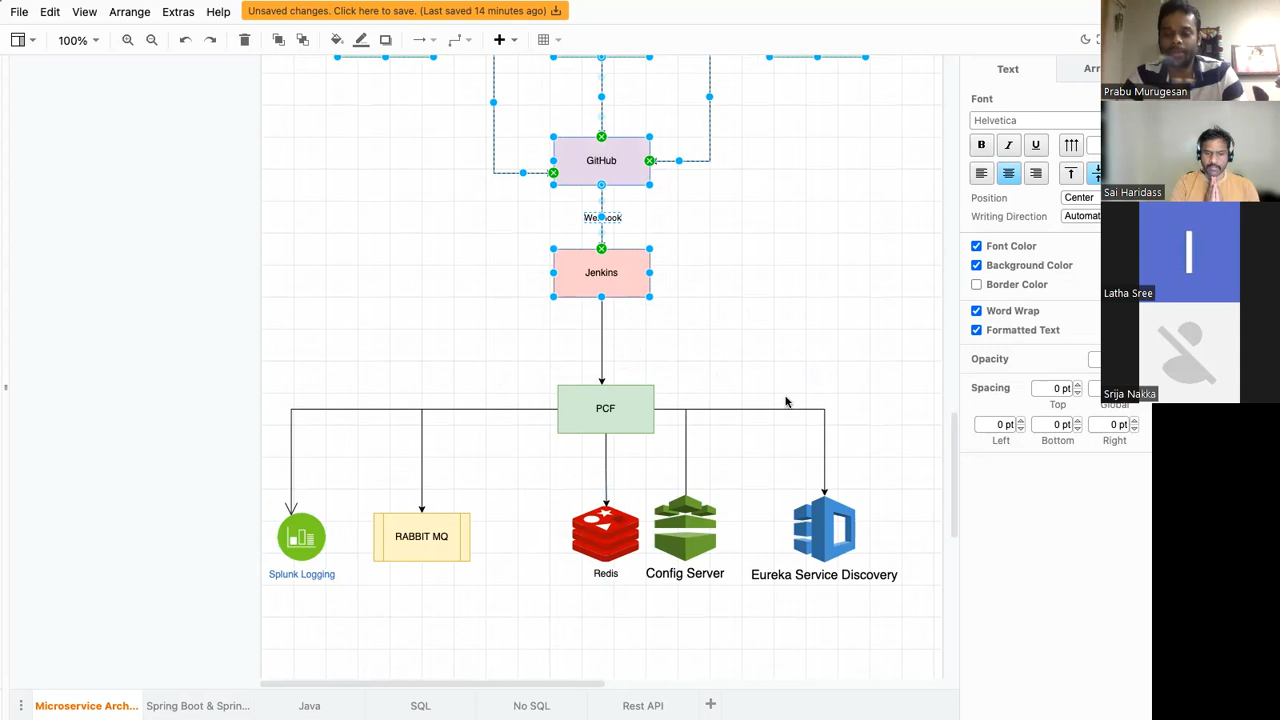 File Edit View Arrange Extras Help Unsaved changes. Click here to save. (Last saved 14 minutes ago)
100%
Prabu Murugesan
Sai Haridass
Latha Sree
Srija Nakka
GitHub
Jenkins
PCF
Splunk Logging
RABBIT MQ
Redis
Config Server
Eureka Service Discovery
Text
Font
Helvetica
B I U
Position Center
Writing Direction
Font Color
Background Color
Border Color
Word Wrap
Formatted Text
Opacity
Spacing 0 pt
Top Global
0 pt 0 pt 0 pt
Left Bottom Right
Microservice Arch... Spring Boot & Sprin... Java SQL No SQL Rest API